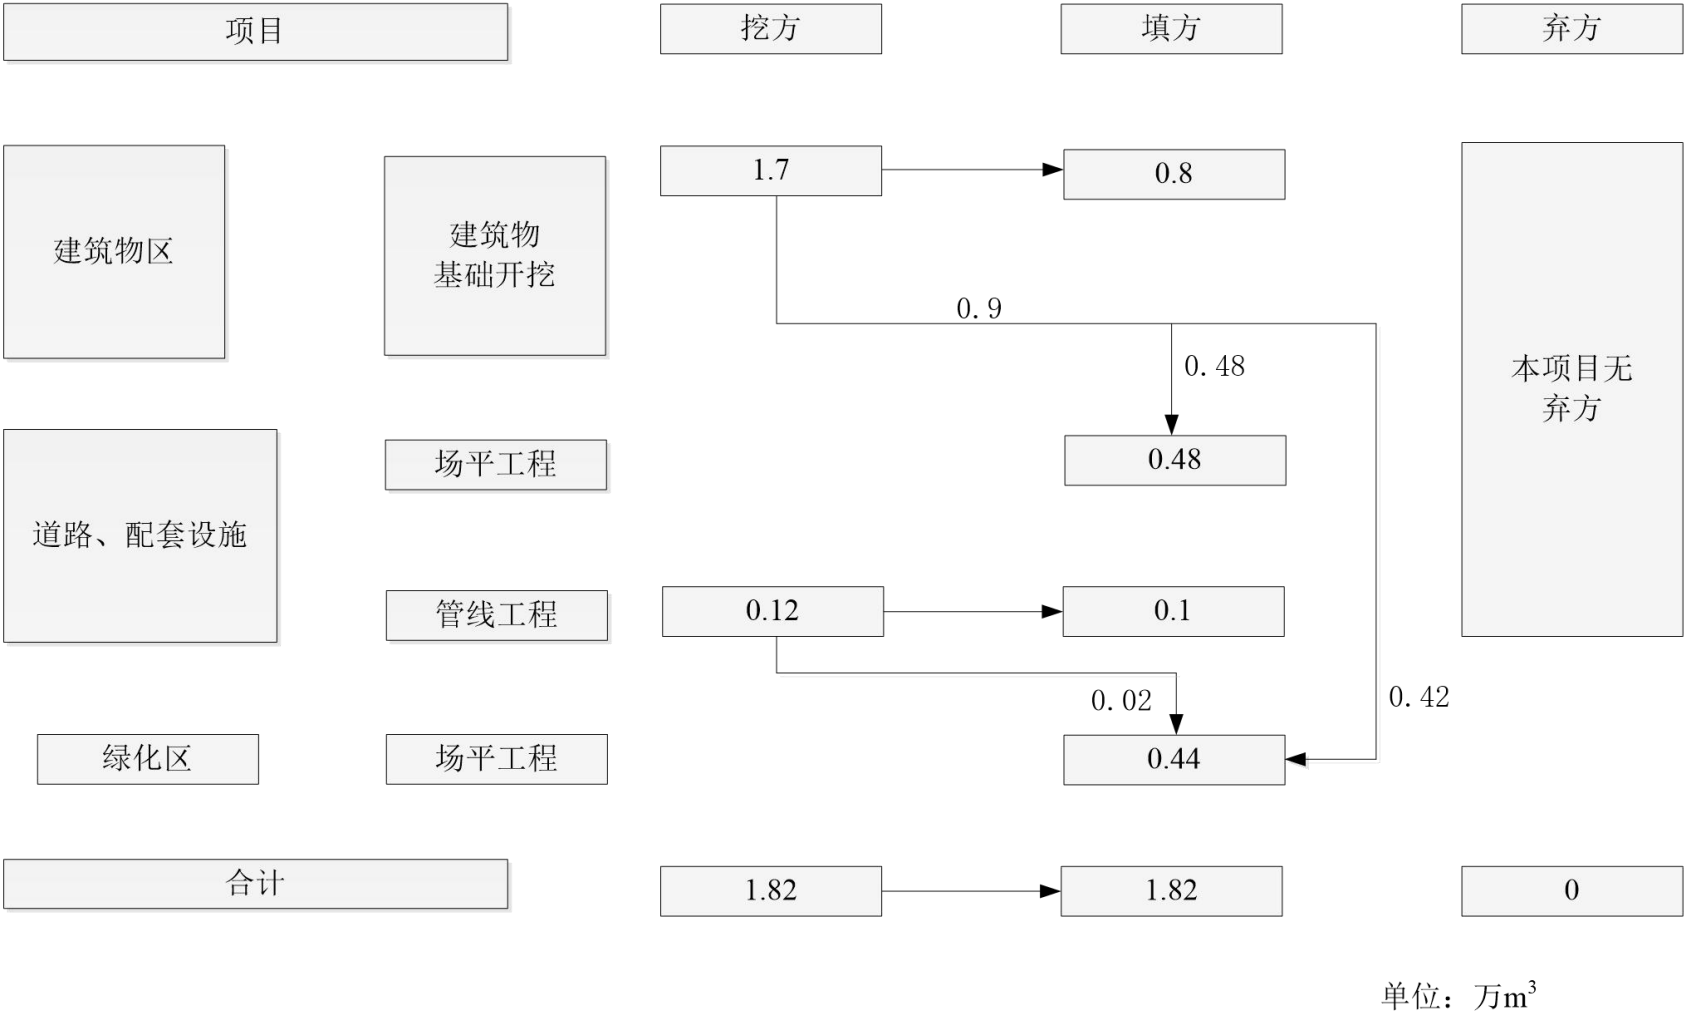 项目
挖方
填方
弃方
建筑物区
建筑物
基础开挖
1.7
0.8
本项目无
弃方
0.9
0.48
道路、配套设施
场平工程
0.48
管线工程
0.12
0.1
0.02
0.42
绿化区
场平工程
0.44
合计
1.82
1.82
0
单位：万m³